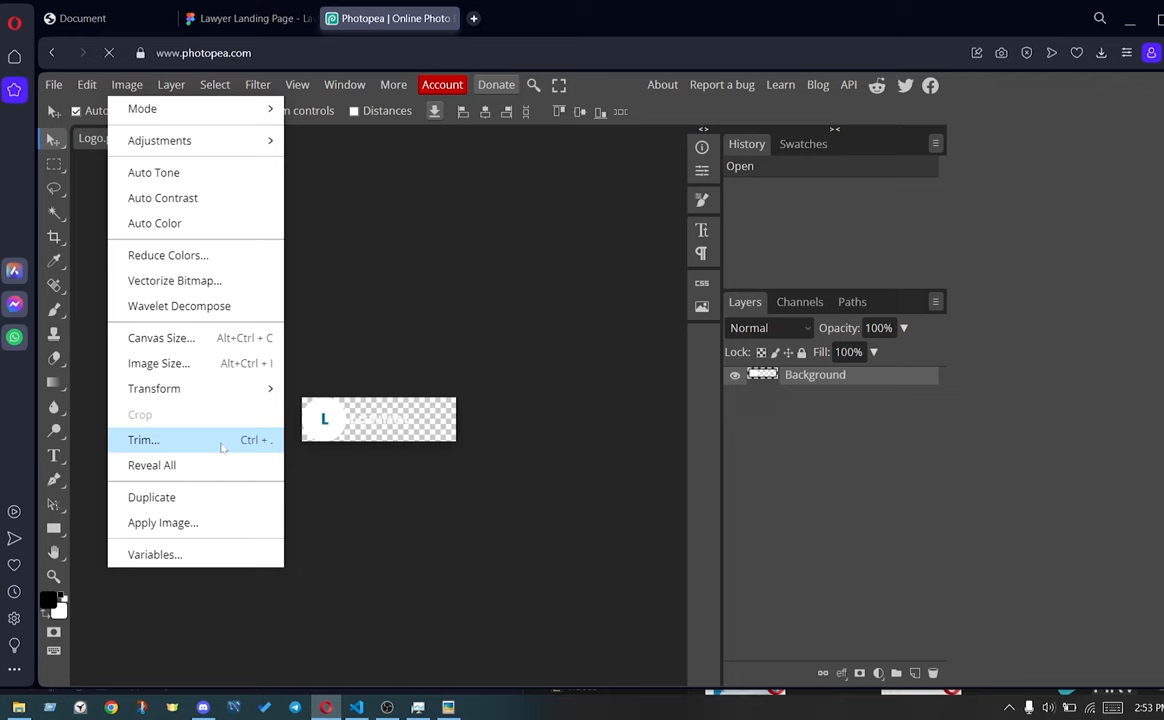 Document
Lawyer Landing Page - La
Photopea | Online Photo
www.photopea.com
File Edit Image Layer Select Filter View Window More Account Donate About Report a bug Learn Blog API
Auto
m controls Distances
Logo.p
Mode
Adjustments
Auto Tone
Auto Contrast
Auto Color
Reduce Colors...
Vectorize Bitmap...
Wavelet Decompose
Canvas Size... Alt+Ctrl + C
Image Size... Alt+Ctrl + I
Transform
Crop
Trim... Ctrl + .
Reveal All
Duplicate
Apply Image...
Variables...
L
History Swatches
Open
CSS
Layers Channels Paths
Normal Opacity: 100%
Lock: Fill: 100%
Background
eff
2:53 PM